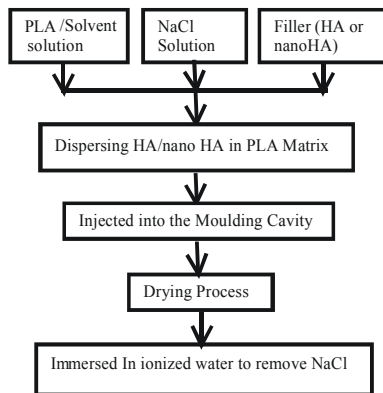 PLA /Solvent
solution
NaCl
Solution
Filler (HA or
nanoHA)
Dispersing HA/nano HA in PLA Matrix
Injected into the Moulding Cavity
Drying Process
Immersed In ionized water to remove NaCl